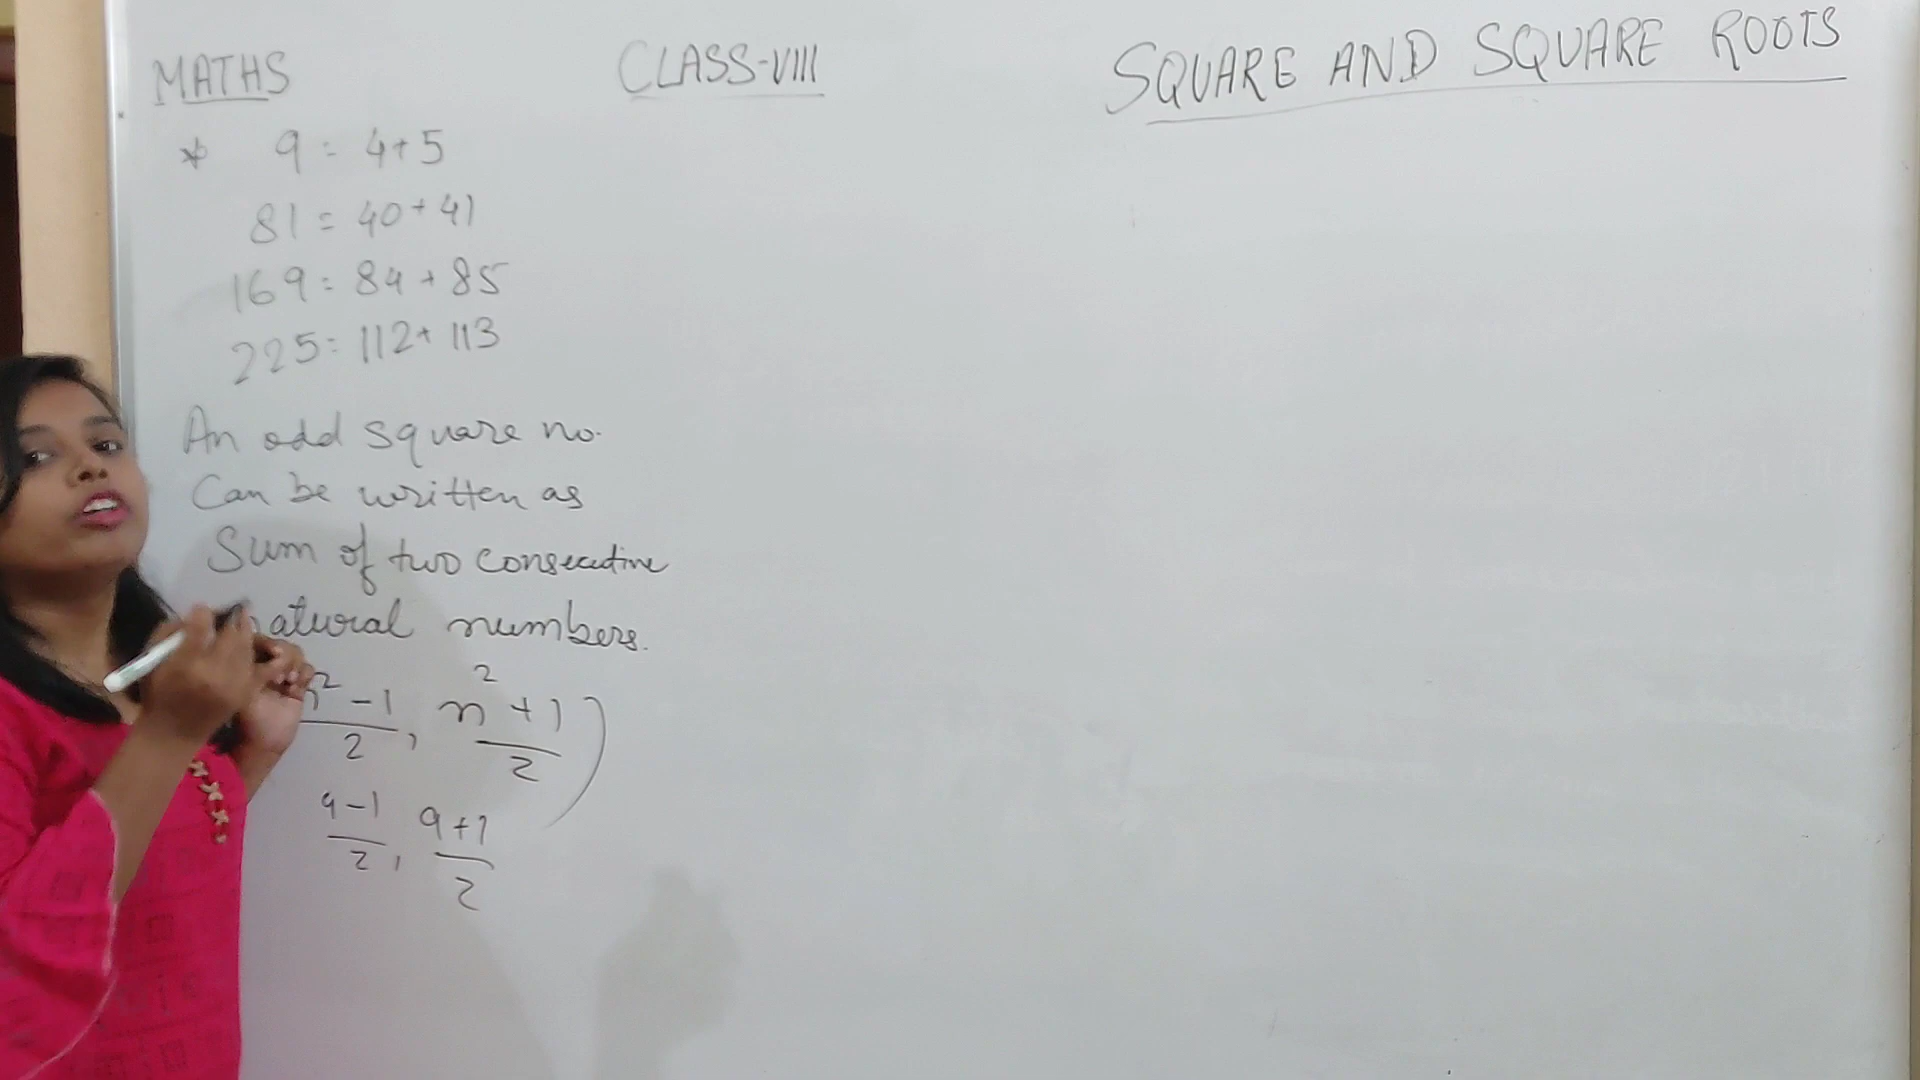 MATHS
CLASS-VIII
SQUARE AND SQUARE ROOTS
* 9 = 4+5
81 = 40+41
169 = 84+85
225 = 112+113
An odd square no.
Can be written as
Sum of two consecutive
natural numbers.
n²-1/2, n²+1/2)
9-1/2, 9+1/2